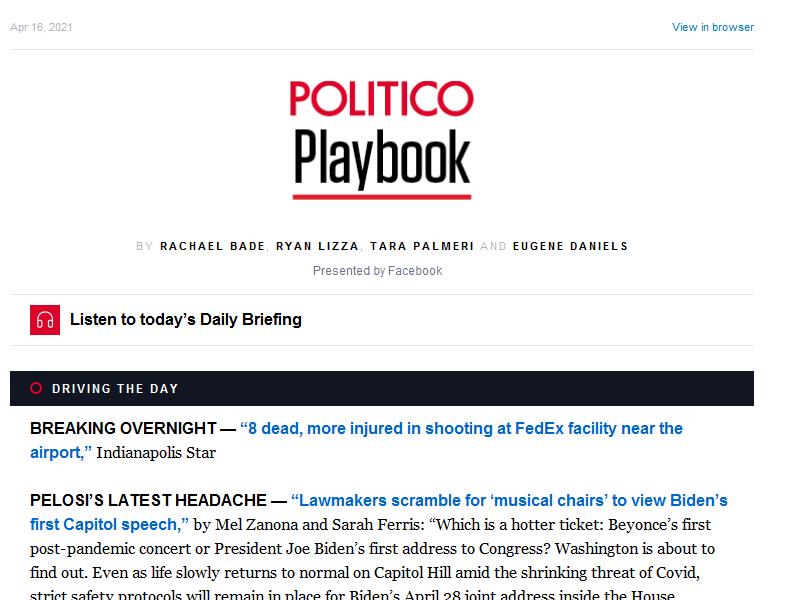 Apr 16, 2021
View in browser
POLITICO
Playbook
BY RACHAEL BADE, RYAN LIZZA, TARA PALMERI AND EUGENE DANIELS
Presented by Facebook
Listen to today’s Daily Briefing
DRIVING THE DAY
BREAKING OVERNIGHT — “8 dead, more injured in shooting at FedEx facility near the
airport,” Indianapolis Star
PELOSI’S LATEST HEADACHE — “Lawmakers scramble for ‘musical chairs’ to view Biden’s
first Capitol speech,” by Mel Zanona and Sarah Ferris: “Which is a hotter ticket: Beyonce’s first
post-pandemic concert or President Joe Biden’s first address to Congress? Washington is about to
find out. Even as life slowly returns to normal on Capitol Hill amid the shrinking threat of Covid,
strict safety protocols will remain in place for Biden’s April 28 joint address inside the House